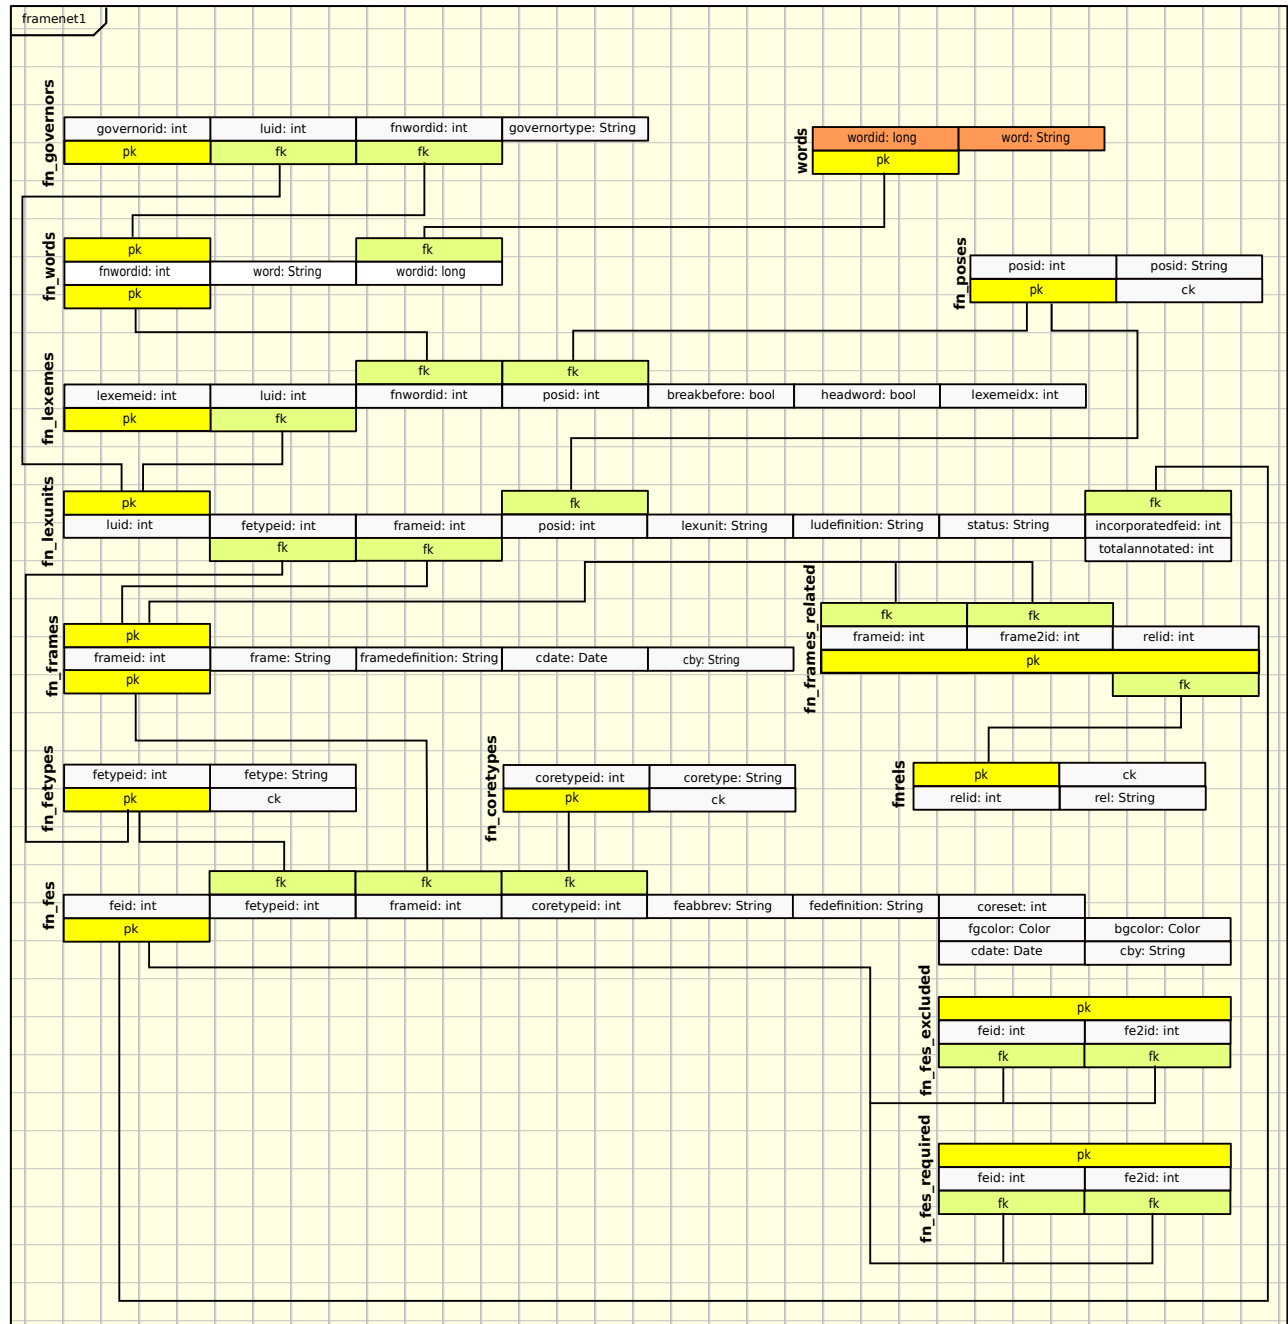 framenet1
fn_governors
governorid: int luid: int fnwordid: int governortype: String
pk fk fk
words
wordid: long word: String
pk
fn_words
pk fk
fnwordid: int word: String wordid: long
pk
fn_poses
posid: int posid: String
pk ck
fn_lexemes
fk fk
lexemeid: int luid: int fnwordid: int posid: int breakbefore: bool headword: bool lexemeidx: int
pk fk
fn_lexunits
pk fk fk
luid: int fetypeid: int frameid: int posid: int lexunit: String ludefinition: String status: String incorporatedfeid: int
fk fk totalannotated: int
fn_frames_related
fk fk
frameid: int frame2id: int relid: int
pk
fk
fn_frames
pk
frameid: int frame: String framedefinition: String cdate: Date cby: String
pk
fn_fetypes
fetypeid: int fetype: String
pk ck
fn_coretypes
coretypeid: int coretype: String
pk ck
fnrels
pk ck
relid: int rel: String
fn_fes
fk fk fk
feid: int fetypeid: int frameid: int coretypeid: int feabbrev: String fedefinition: String coreset: int
pk fgcolor: Color bgcolor: Color
cdate: Date cby: String
fn_fes_excluded
pk
feid: int fe2id: int
fk fk
fn_fes_required
pk
feid: int fe2id: int
fk fk